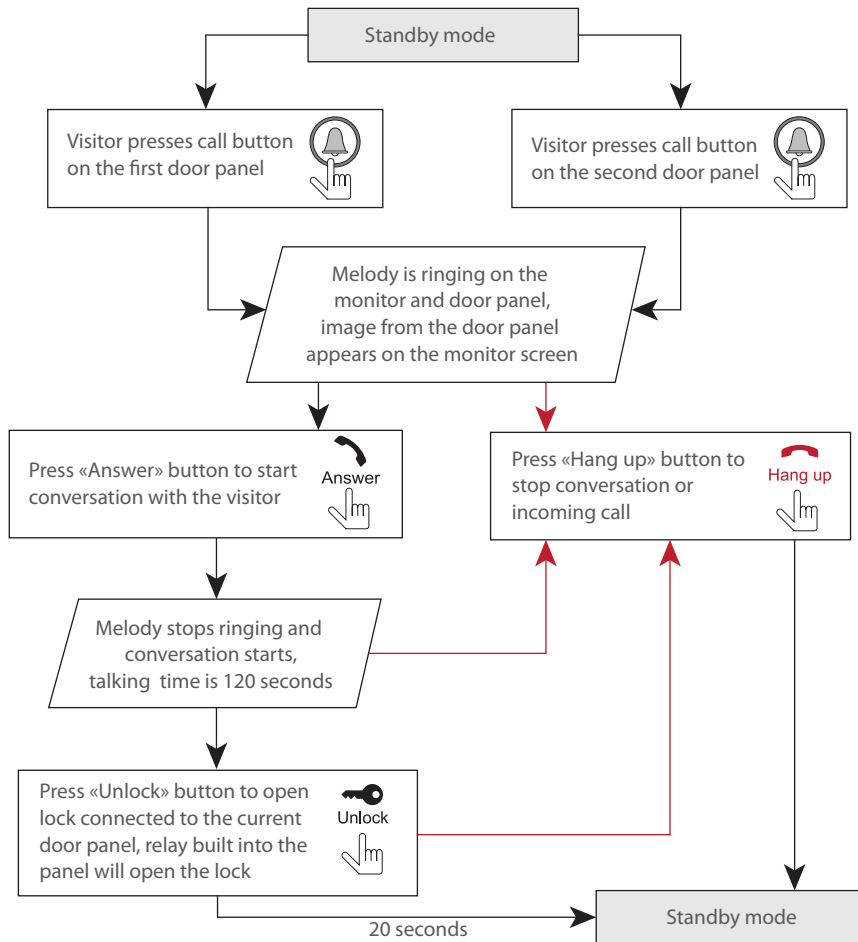 Standby mode
Visitor presses call button
on the first door panel
Visitor presses call button
on the second door panel
Melody is ringing on the
monitor and door panel,
image from the door panel
appears on the monitor screen
Press «Answer» button to start
conversation with the visitor
Answer
Press «Hang up» button to
stop conversation or
incoming call
Hang up
Melody stops ringing and
conversation starts,
talking time is 120 seconds
Press «Unlock» button to open
lock connected to the current
door panel, relay built into the
panel will open the lock
Unlock
20 seconds
Standby mode